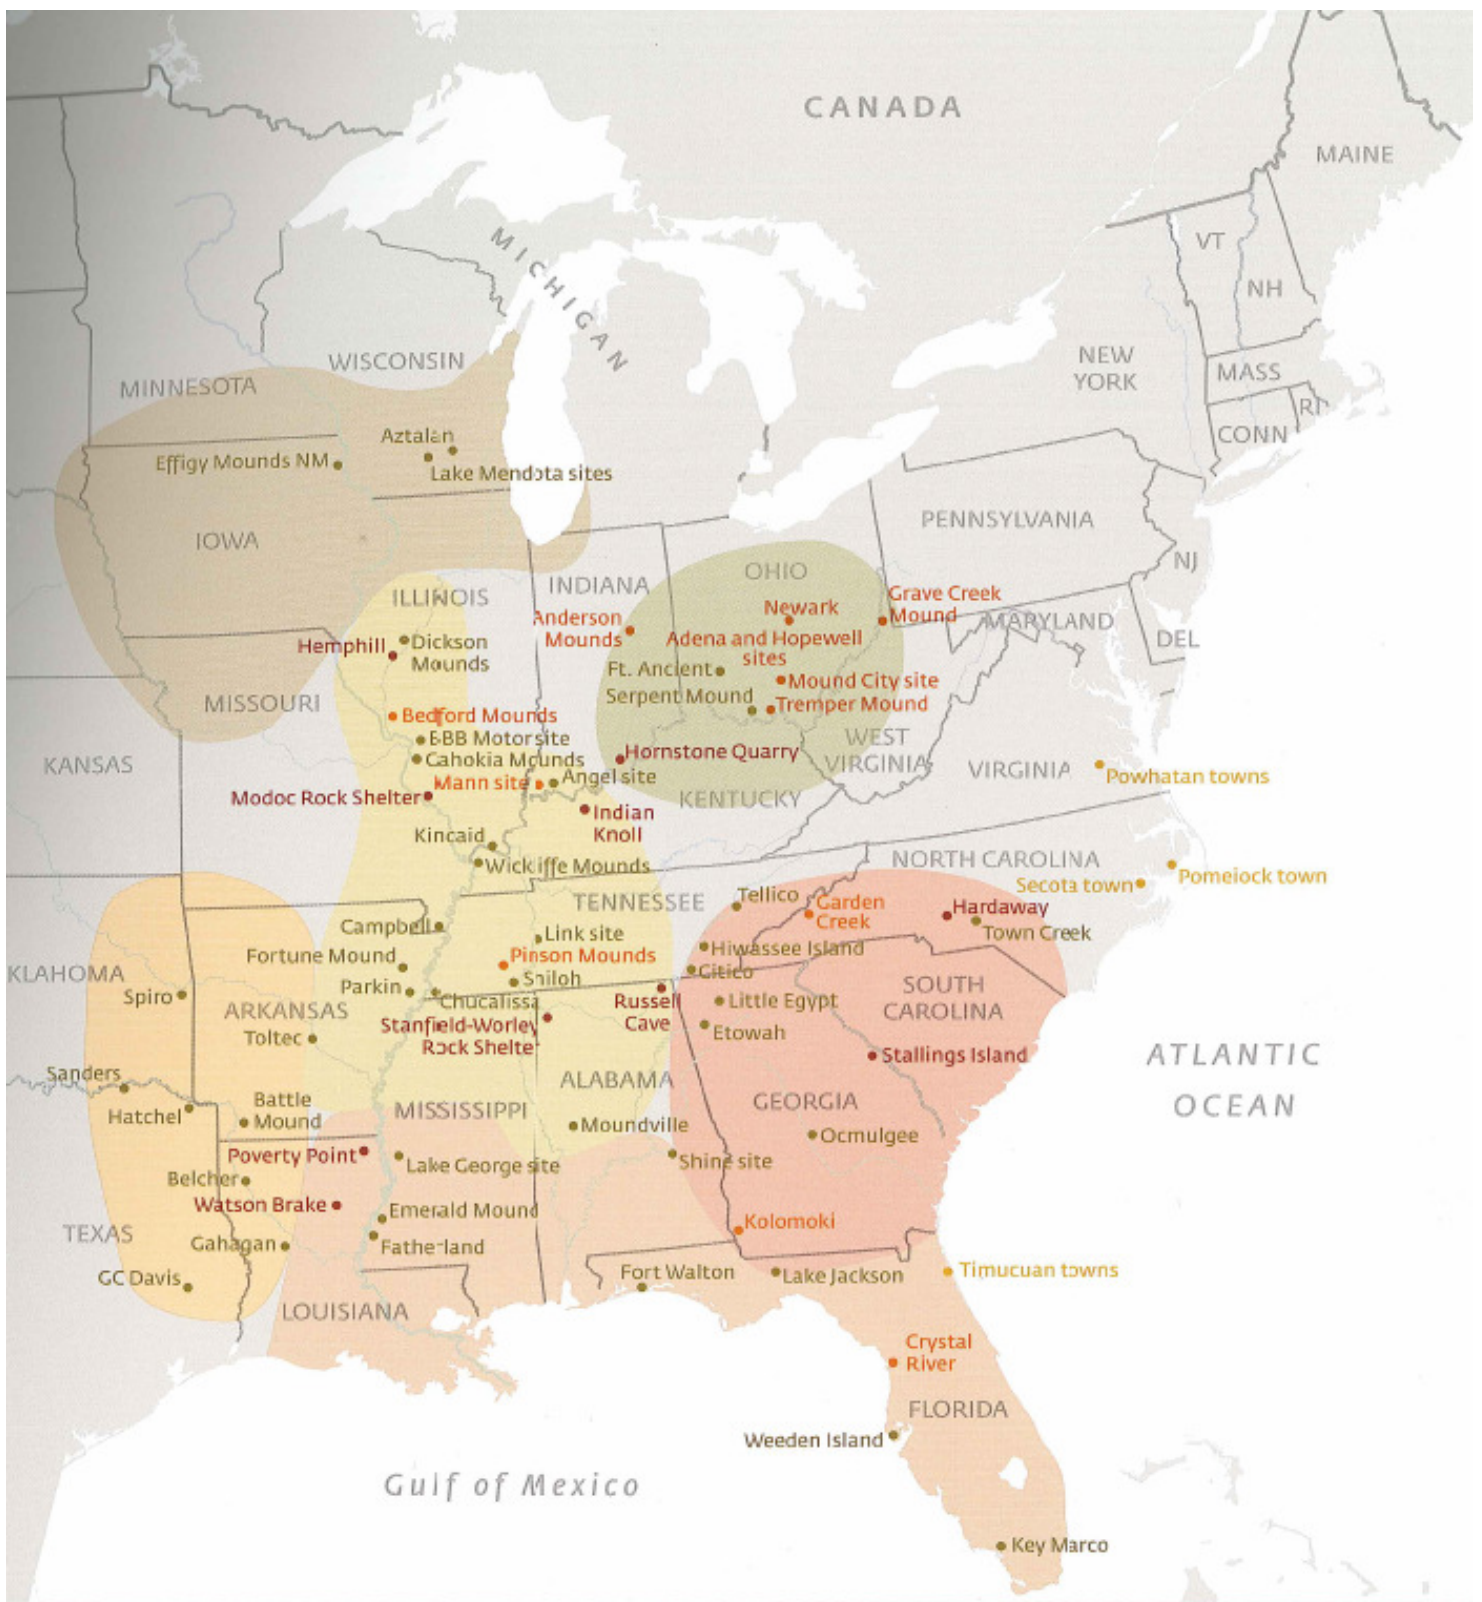 CANADA
MAINE
MICHIGAN
VT
NH
NEW
YORK
MASS
RI
CONN
WISCONSIN
MINNESOTA
Aztalan
Effigy Mounds NM
Lake Mendota sites
IOWA
PENNSYLVANIA
NJ
OHIO
INDIANA
ILLINOIS
Grave Creek
Mound
Newark
Anderson
Mounds
MARYLAND
DEL
Hemphill
Dickson
Mounds
Adena and Hopewell
sites
Ft. Ancient
Mound City site
Serpent Mound
Tremper Mound
MISSOURI
Bedford Mounds
BBB Motorsite
Cahokia Mounds
Hornstone Quarry
WEST
VIRGINIA
KANSAS
VIRGINIA
Powhatan towns
Mann site
Angel site
Modoc Rock Shelter
KENTUCKY
Indian
Knoll
Kincaid
Wickliffe Mounds
NORTH CAROLINA
Pomeiock town
Secota town
TENNESSEE
Tellico
Garden
Creek
Hardaway
Town Creek
Campbell
Link site
Hiwassee Island
Fortune Mound
Pinson Mounds
Citico
KLAHOMA
Shiloh
Parkin
Chucalissa
Spiro
Russell
Cave
Little Egypt
SOUTH
CAROLINA
ARKANSAS
Stanfield-Worley
Rock Shelter
Toltec
Etowah
Stallings Island
ATLANTIC
OCEAN
Sanders
ALABAMA
Hatchel
Battle
Mound
MISSISSIPPI
GEORGIA
Moundville
Ocmulgee
Poverty Point
Lake George site
Shine site
Belcher
Watson Brake
Emerald Mound
TEXAS
Gahagan
Fatherland
Kolomoki
GC Davis
Fort Walton
Lake Jackson
Timucuan towns
LOUISIANA
Crystal
River
FLORIDA
Weeden Island
Gulf of Mexico
Key Marco